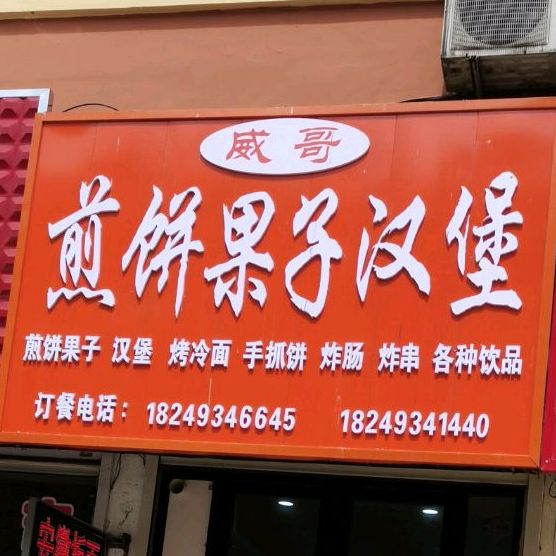 威哥
煎饼果子汉堡
煎饼果子 汉堡 烤冷面 手抓饼 炸肠 炸串 各种饮品
订餐电话：18249346645 18249341440